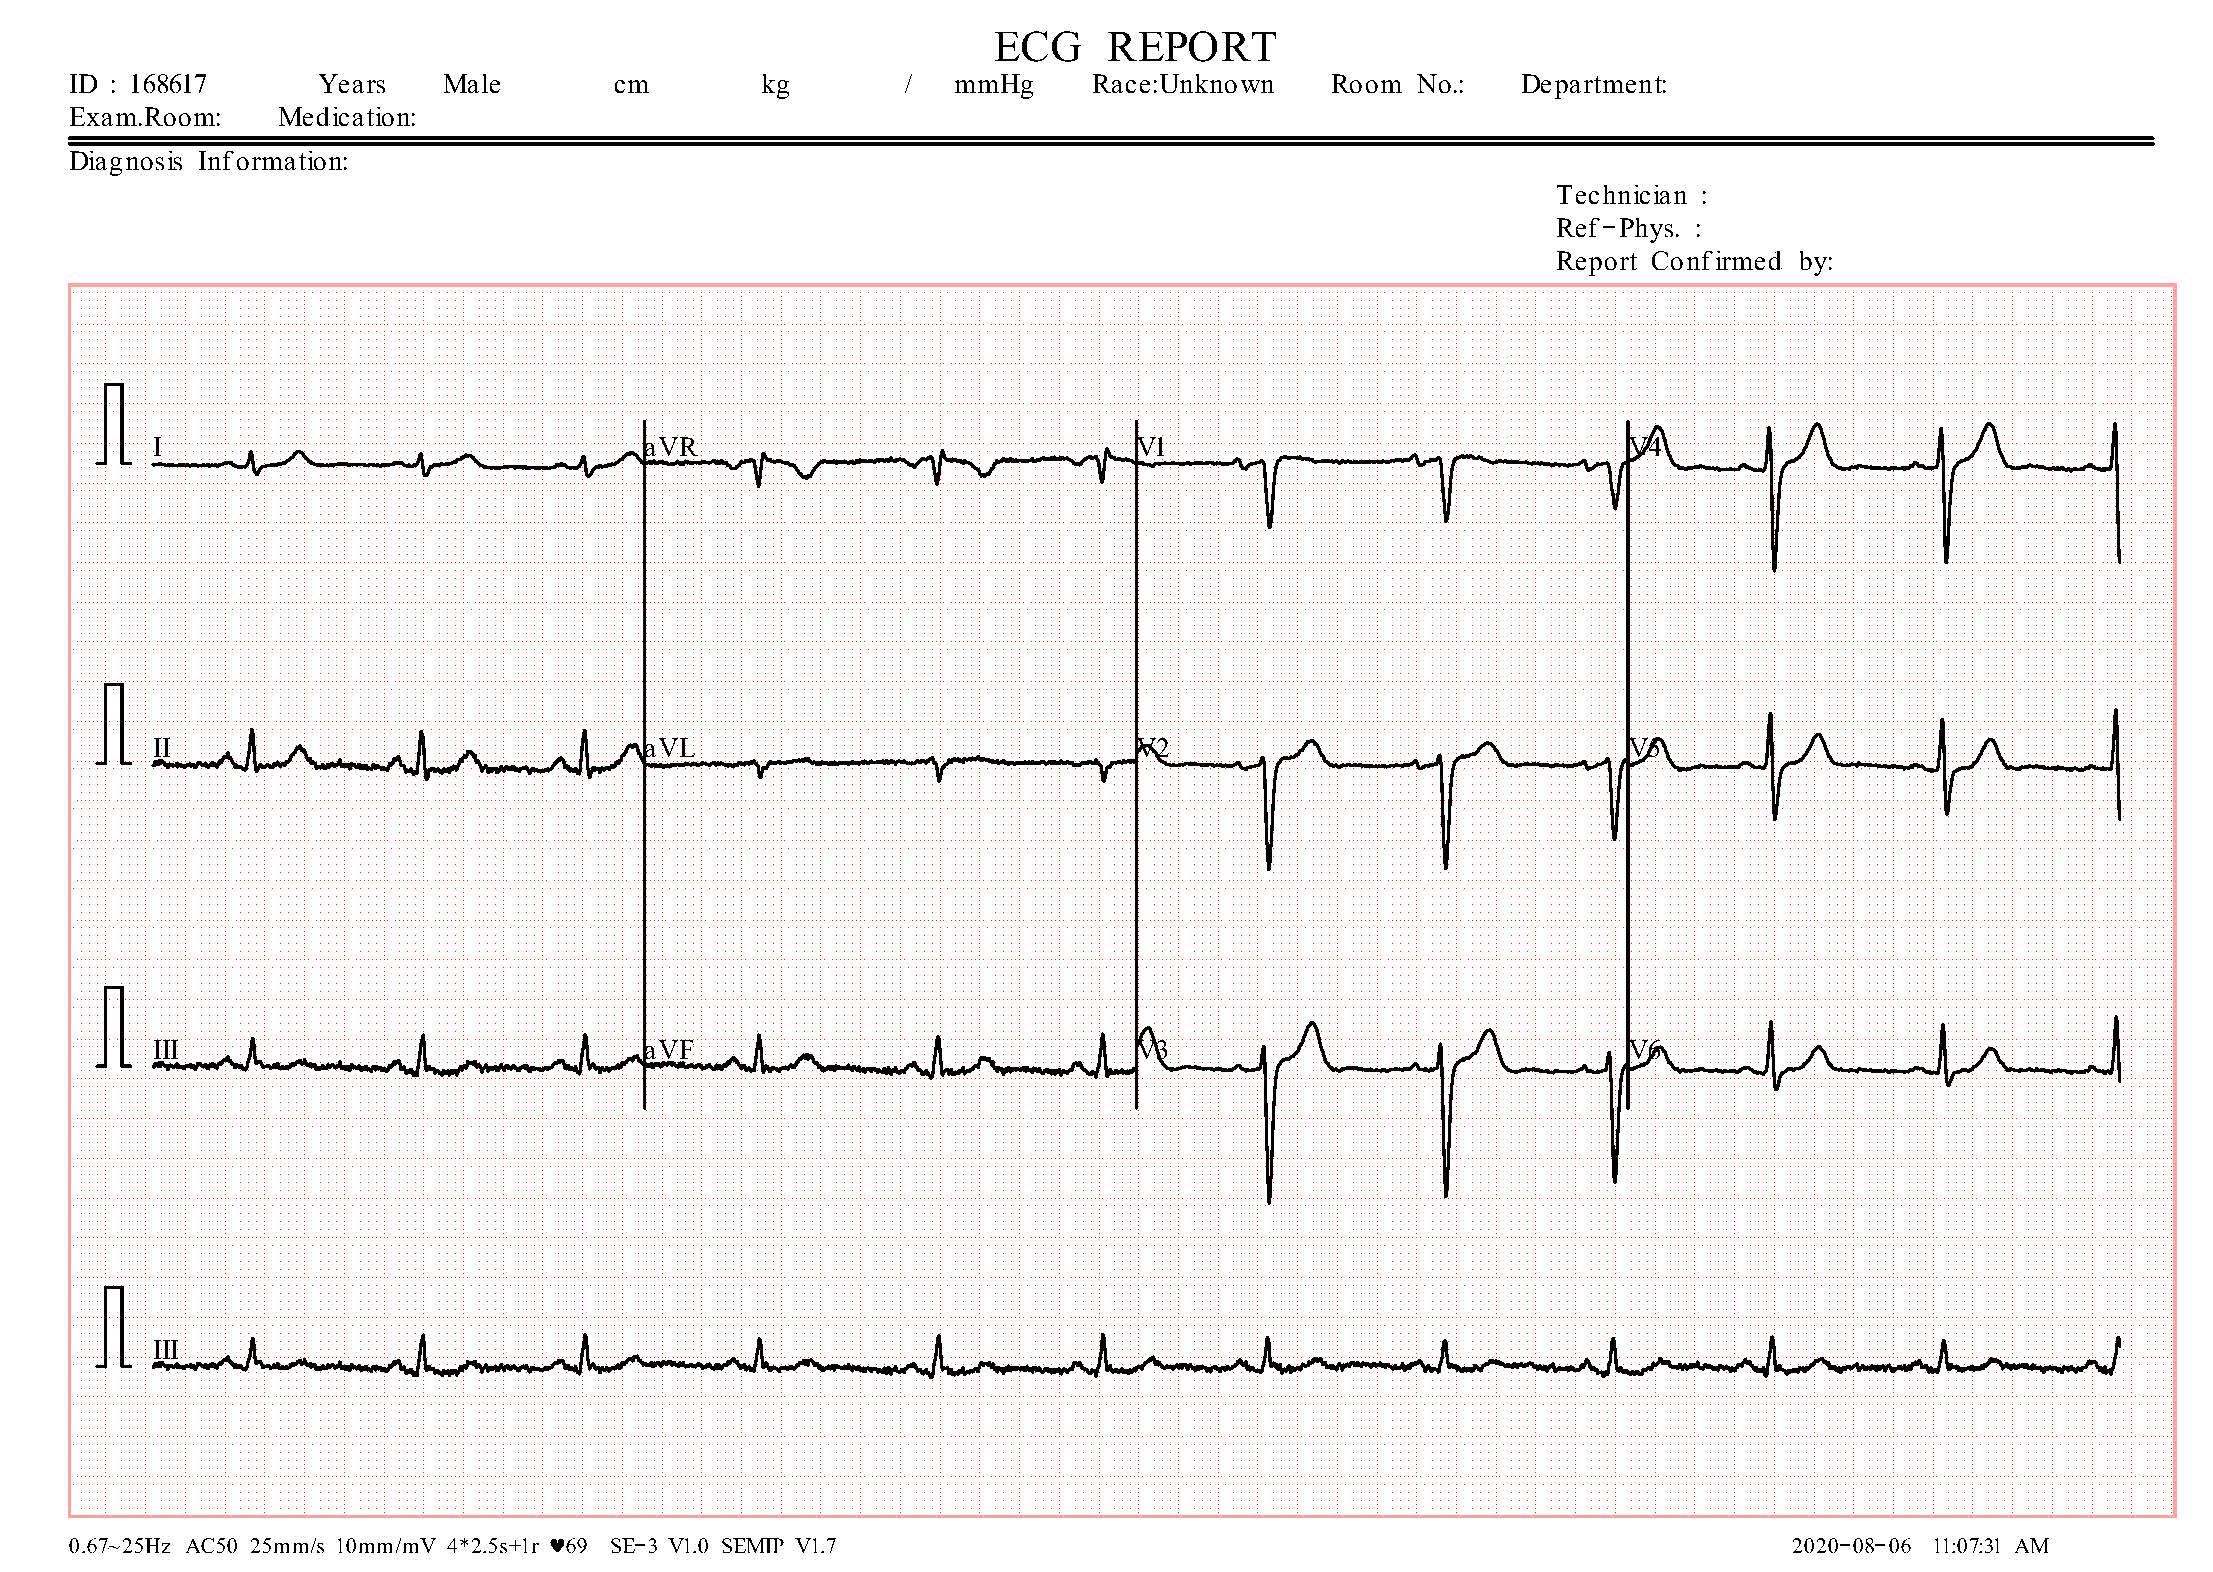 ECG REPORT
ID : 168617 Years Male cm kg / mmHg Race:Unknown Room No.: Department:
Exam.Room: Medication:
Diagnosis Information:
Technician :
Ref-Phys. :
Report Confirmed by:
I aVR V1 V4
II aVL V2 V5
III aVF V3 V6
III
0.67~25Hz AC50 25mm/s 10mm/mV 4*2.5s+1r ♥69 SE-3 V1.0 SEMIP V1.7 2020-08-06 11:07:31 AM